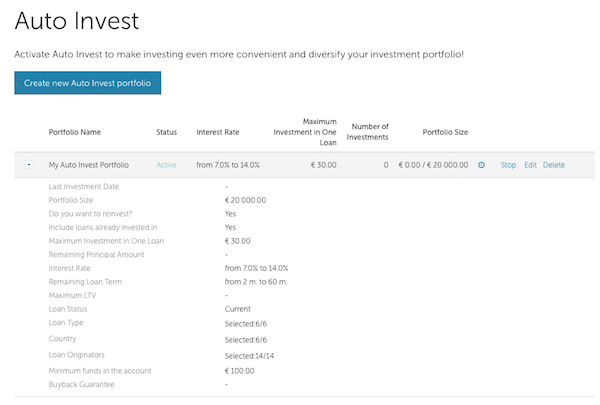 Auto Invest
Activate Auto Invest to make investing even more convenient and diversify your investment portfolio!
Create new Auto Invest portfolio
Portfolio Name Status Interest Rate Maximum Investment in One Loan Number of Investments Portfolio Size
- My Auto Invest Portfolio Active from 7.0% to 14.0% € 30.00 0 € 0.00 / € 20 000.00 Stop Edit Delete
Last Investment Date -
Portfolio Size € 20 000.00
Do you want to reinvest? Yes
Include loans already invested in Yes
Maximum Investment in One Loan € 30.00
Remaining Principal Amount -
Interest Rate from 7.0% to 14.0%
Remaining Loan Term from 2 m. to 60 m.
Maximum LTV -
Loan Status Current
Loan Type Selected:6/6
Country Selected:6/6
Loan Originators Selected:14/14
Minimum funds in the account € 100.00
Buyback Guarantee -